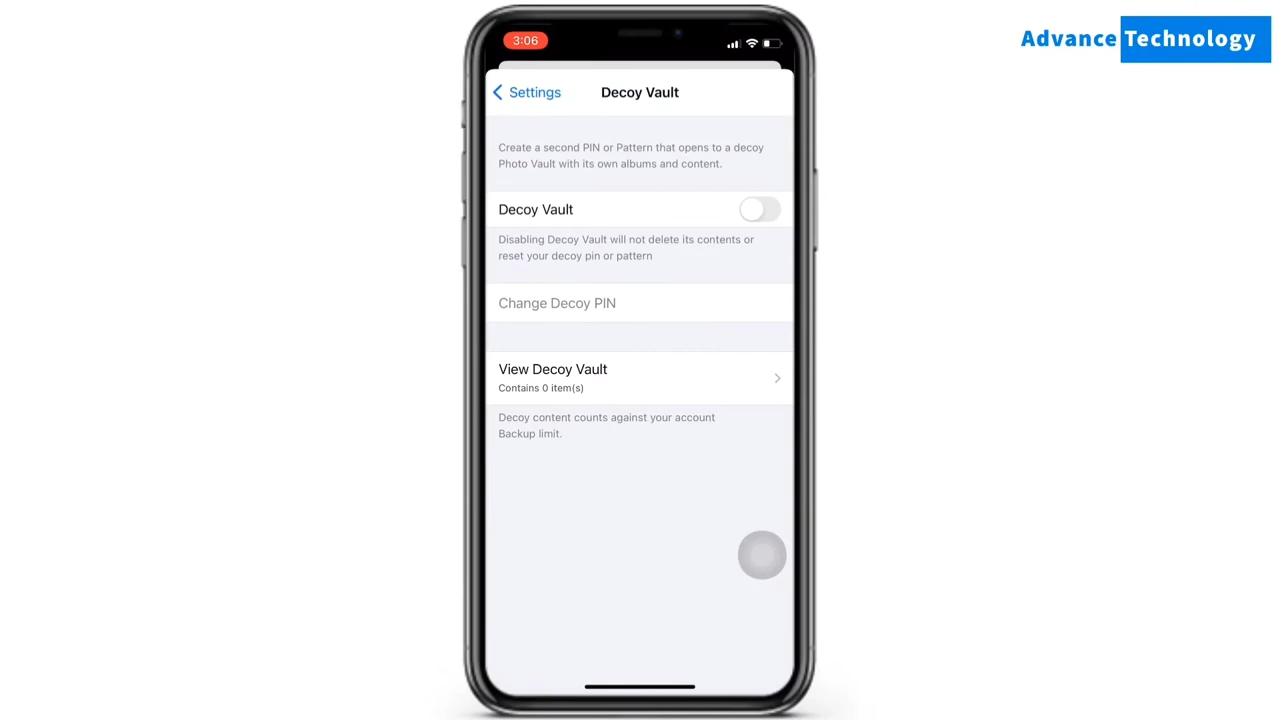 Advance Technology
3:06
Settings
Decoy Vault
Create a second PIN or Pattern that opens to a decoy
Photo Vault with its own albums and content.
Decoy Vault
Disabling Decoy Vault will not delete its contents or
reset your decoy pin or pattern
Change Decoy PIN
View Decoy Vault
Contains 0 item(s)
Decoy content counts against your account
Backup limit.